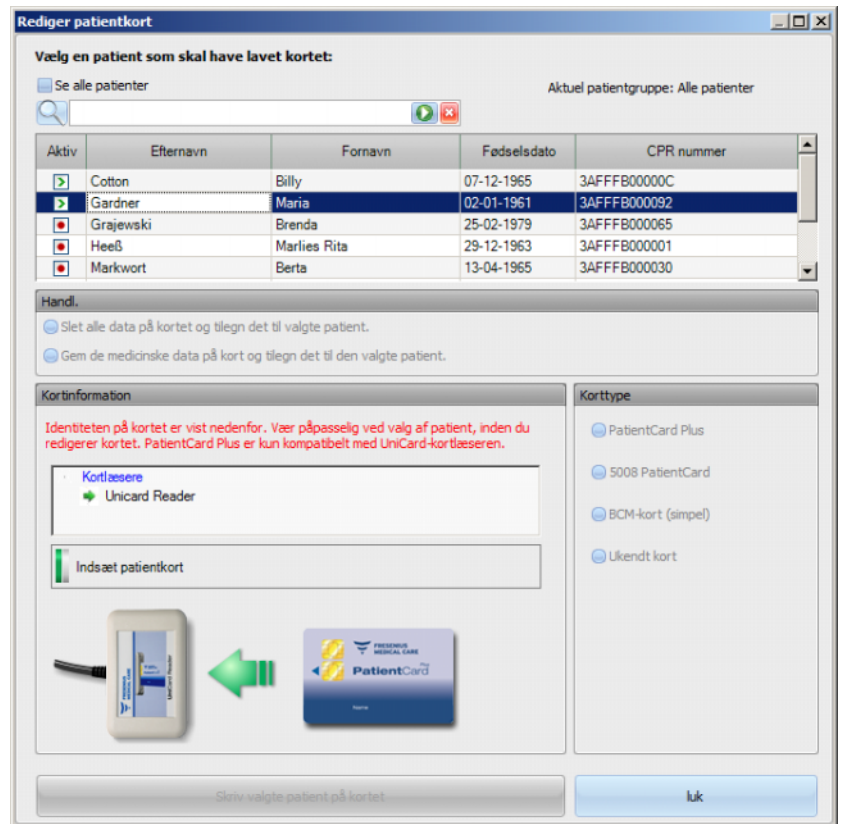 Rediger patientkort
Vælg en patient som skal have lavet kortet:
Se alle patienter
Aktuel patientgruppe: Alle patienter
Aktiv Efternavn Fornavn Fødselsdato CPR nummer
Cotton Billy 07-12-1965 3AFFFB00000C
Gardner Maria 02-01-1961 3AFFFB000092
Grajewski Brenda 25-02-1979 3AFFFB000065
Heeß Marlies Rita 29-12-1963 3AFFFB000001
Markwort Berta 13-04-1965 3AFFFB000030
Handl.
Slet alle data på kortet og tilegn det til valgte patient.
Gem de medicinske data på kort og tilegn det til den valgte patient.
Kortinformation
Identiteten på kortet er vist nedenfor. Vær påpasselig ved valg af patient, inden du
redigerer kortet. PatientCard Plus er kun kompatibelt med UniCard-kortlæseren.
Kortlæsere
Unicard Reader
Indsæt patientkort
FRESENIUS
MEDICAL CARE
UniCard Reader
FRESENIUS
MEDICAL CARE
PatientCard Plus
Name
Korttype
PatientCard Plus
5008 PatientCard
BCM-kort (simpel)
Ukendt kort
Skriv valgte patient på kortet
luk